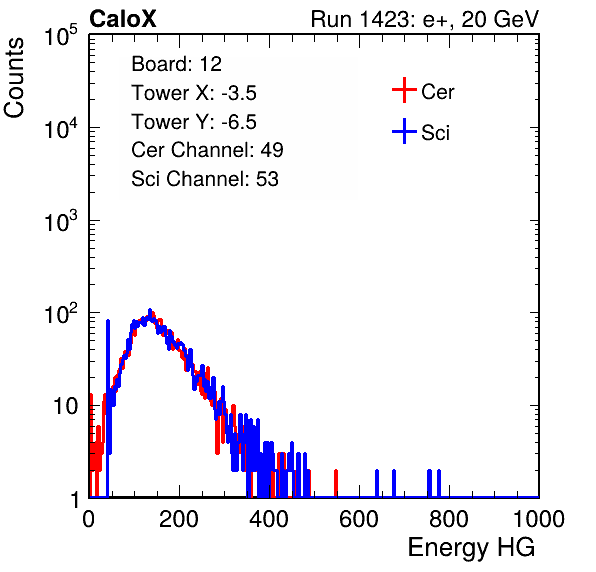 CaloX Run 1423: e+, 20 GeV
Counts
Board: 12
Tower X: -3.5
Tower Y: -6.5
Cer Channel: 49
Sci Channel: 53
Cer
Sci
10^5
10^4
10^3
10^2
10
1
0 200 400 600 800 1000
Energy HG